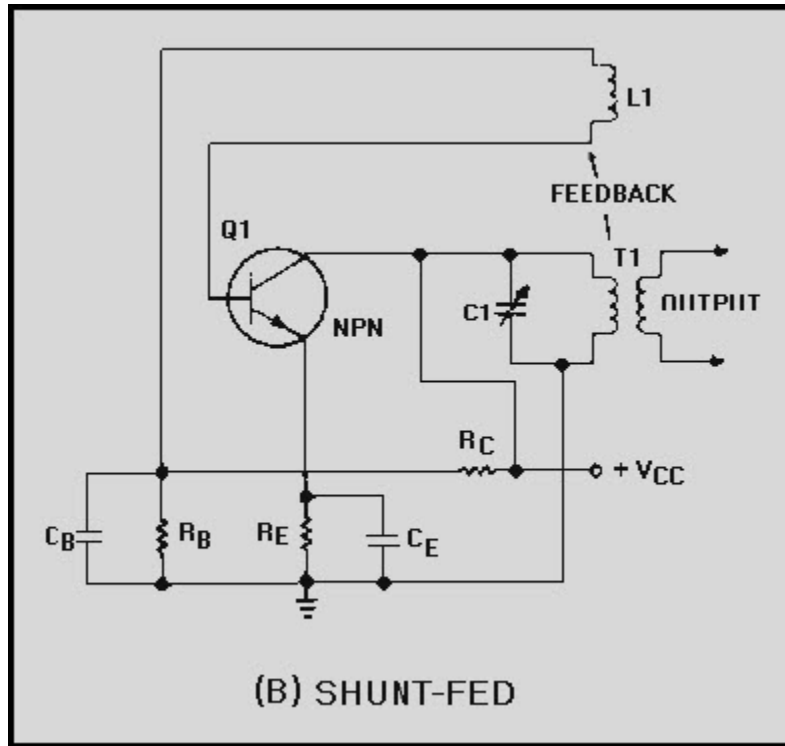 L1
FEEDBACK
Q1
T1
C1
OUTPUT
NPN
RC
+ VCC
CB
RB
RE
CE
(B) SHUNT-FED